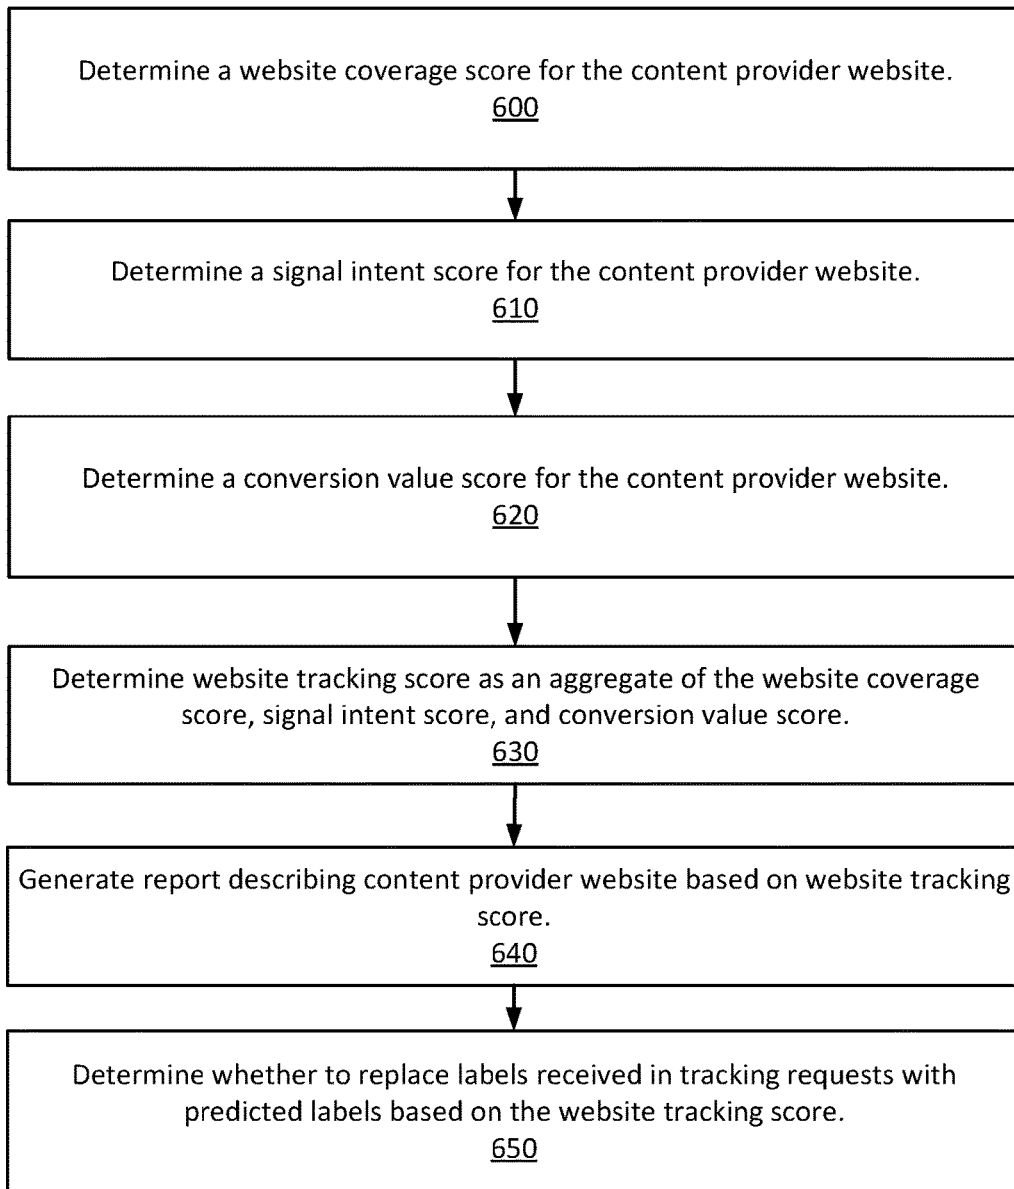 Determine a website coverage score for the content provider website.
600
Determine a signal intent score for the content provider website.
610
Determine a conversion value score for the content provider website.
620
Determine website tracking score as an aggregate of the website coverage
score, signal intent score, and conversion value score.
630
Generate report describing content provider website based on website tracking
score.
640
Determine whether to replace labels received in tracking requests with
predicted labels based on the website tracking score.
650